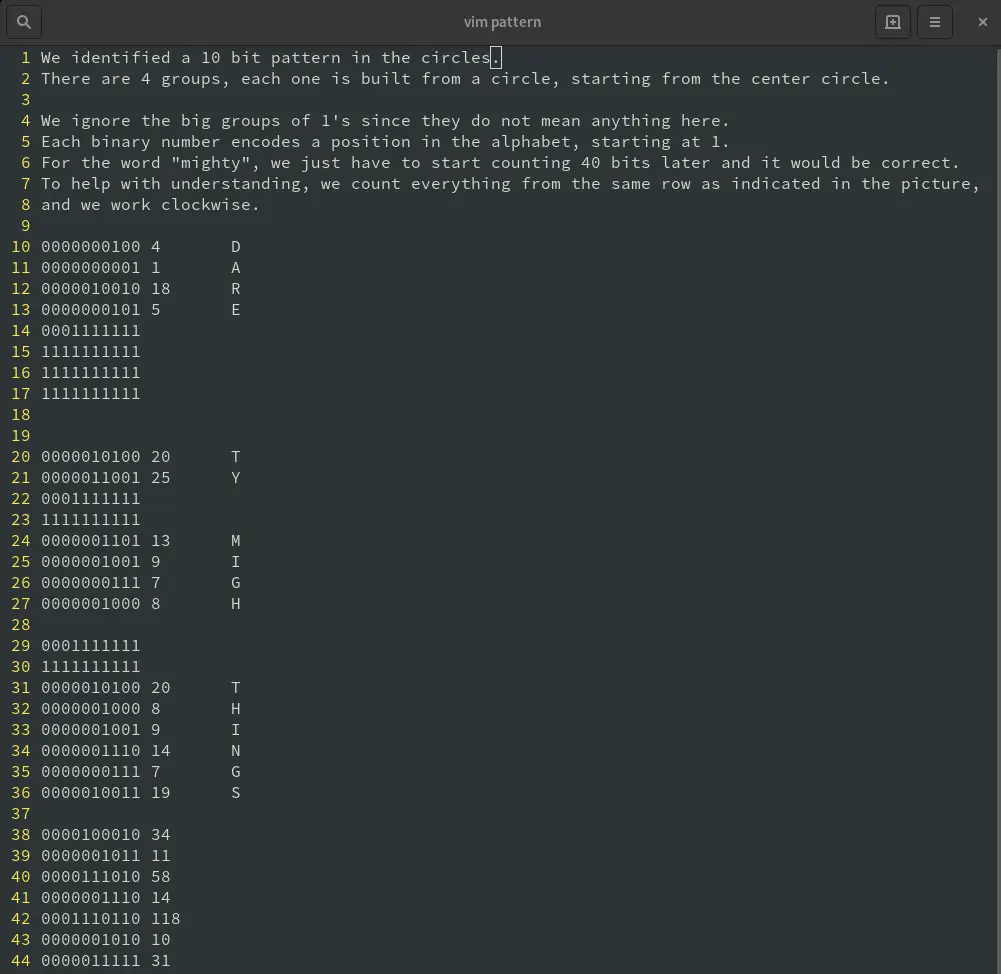 vim pattern
1 We identified a 10 bit pattern in the circles.
2 There are 4 groups, each one is built from a circle, starting from the center circle.
3
4 We ignore the big groups of 1's since they do not mean anything here.
5 Each binary number encodes a position in the alphabet, starting at 1.
6 For the word "mighty", we just have to start counting 40 bits later and it would be correct.
7 To help with understanding, we count everything from the same row as indicated in the picture,
8 and we work clockwise.
9
10 0000000100 4 D
11 0000000001 1 A
12 0000010010 18 R
13 0000000101 5 E
14 0001111111
15 1111111111
16 1111111111
17 1111111111
18
19
20 0000010100 20 T
21 0000011001 25 Y
22 0001111111
23 1111111111
24 0000001101 13 M
25 0000001001 9 I
26 0000000111 7 G
27 0000001000 8 H
28
29 0001111111
30 1111111111
31 0000010100 20 T
32 0000001000 8 H
33 0000001001 9 I
34 0000001110 14 N
35 0000000111 7 G
36 0000010011 19 S
37
38 0000100010 34
39 0000001011 11
40 0000111010 58
41 0000001110 14
42 0001110110 118
43 0000001010 10
44 0000011111 31